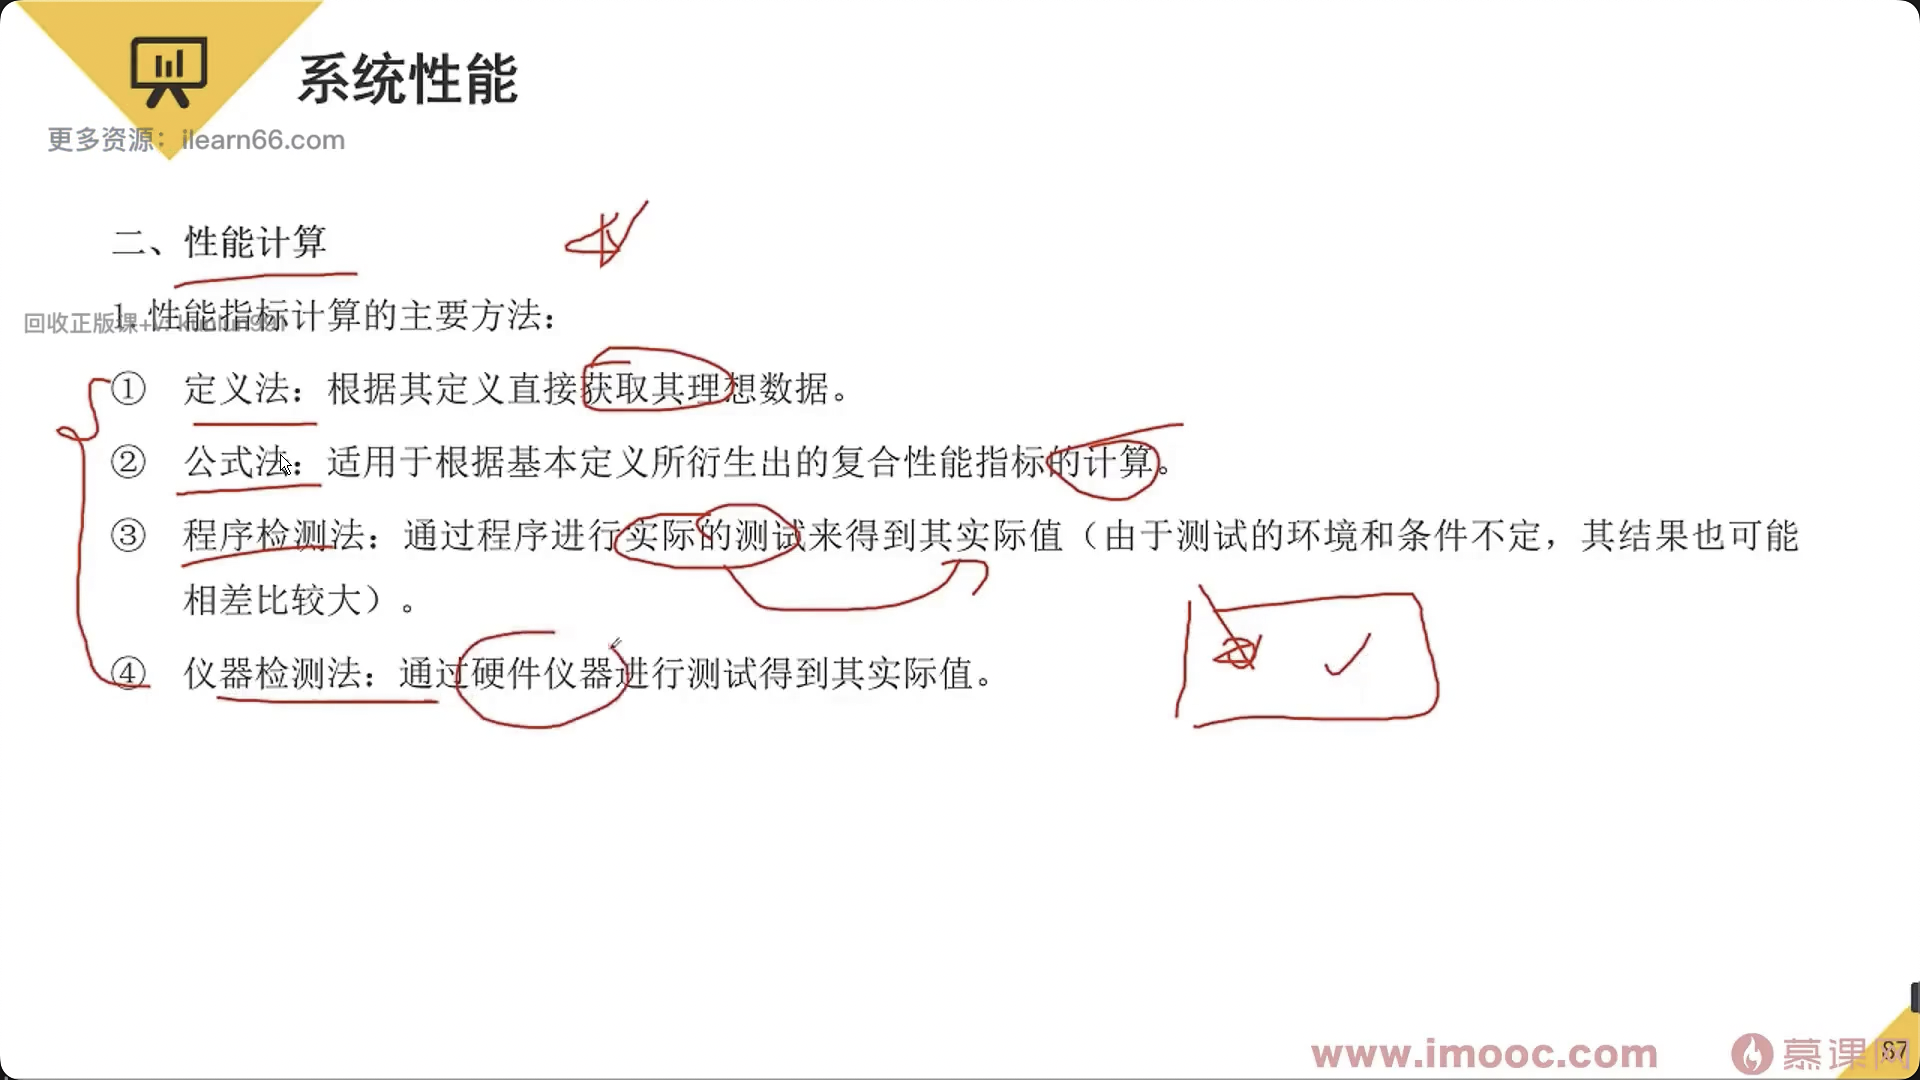 系统性能
更多资源：ilearn66.com
二、性能计算
1. 性能指标计算的主要方法：
① 定义法：根据其定义直接获取其理想数据。
② 公式法：适用于根据基本定义所衍生出的复合性能指标的计算。
③ 程序检测法：通过程序进行实际的测试来得到其实际值（由于测试的环境和条件不定，其结果也可能
相差比较大）。
④ 仪器检测法：通过硬件仪器进行测试得到其实际值。
www.imooc.com 慕课网 87